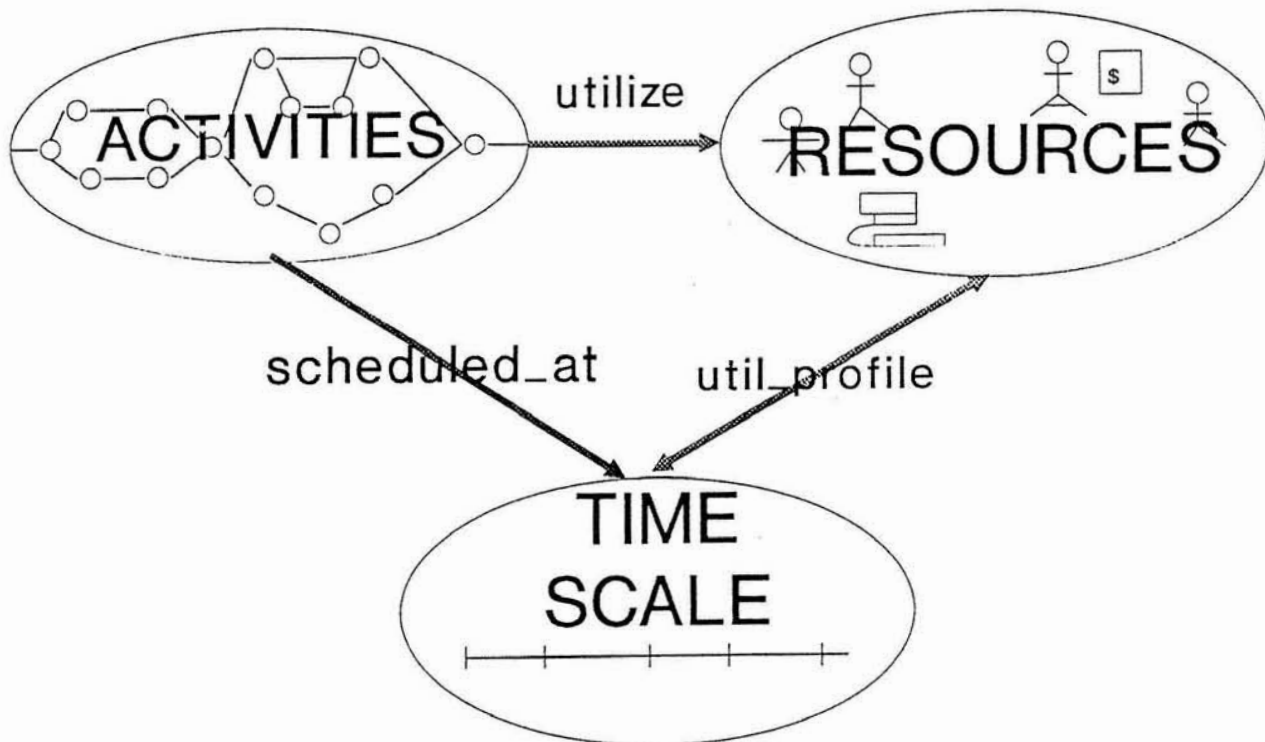 utilize
ACTIVITIES
$
RESOURCES
scheduled_at
util_profile
TIME
SCALE